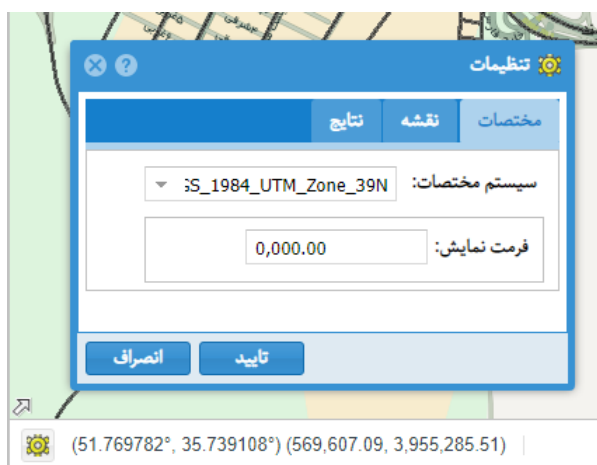 تنظیمات
مختصات نقشه نتایج
سیستم مختصات: GS_1984_UTM_Zone_39N
فرمت نمایش: 0,000.00
تایید انصراف
(51.769782°, 35.739108°) (569,607.09, 3,955,285.51)